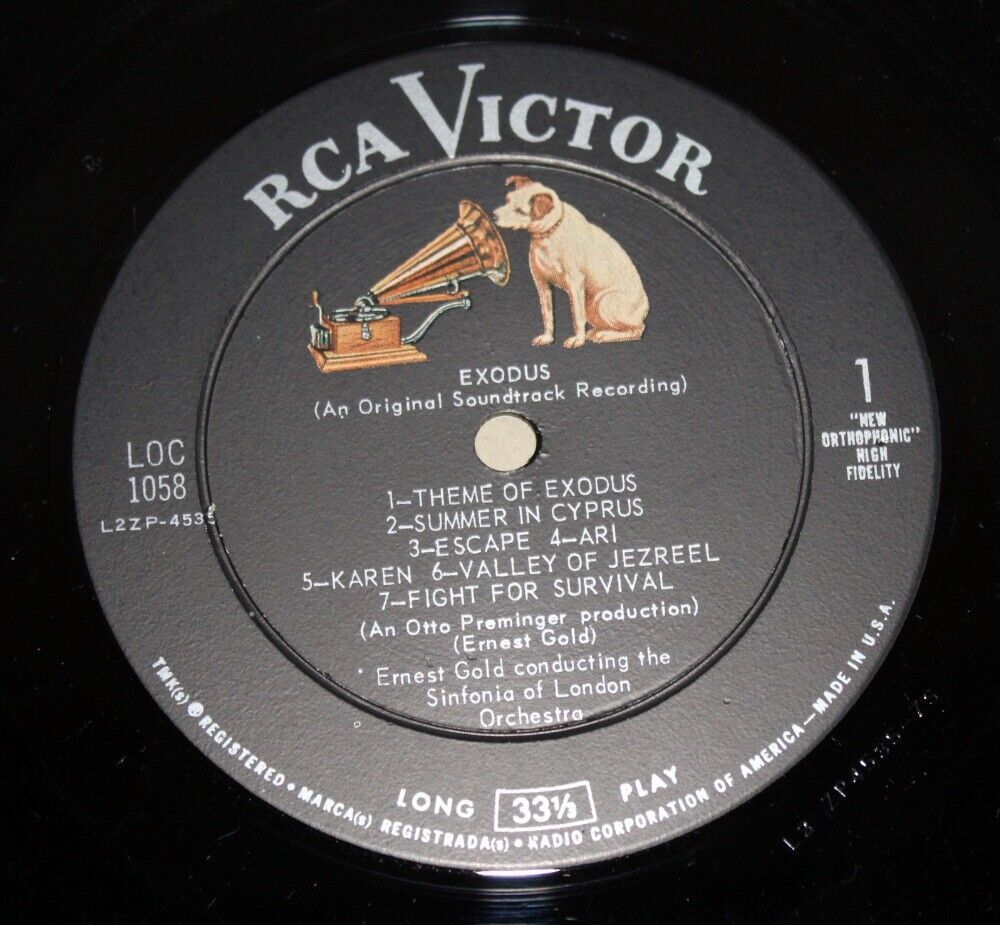 RCA VICTOR
EXODUS
(An Original Soundtrack Recording)
1
"NEW
ORTHOPHONIC"
HIGH
FIDELITY
LOC
1058
L2ZP-4535
1–THEME OF EXODUS
2–SUMMER IN CYPRUS
3–ESCAPE 4–ARI
5–KAREN 6–VALLEY OF JEZREEL
7–FIGHT FOR SURVIVAL
(An Otto Preminger production)
(Ernest Gold)
Ernest Gold conducting the
Sinfonia of London
Orchestra
LONG 33⅓ PLAY
TMK(s) ® REGISTERED • MARCA(s) REGISTRADA(s) • RADIO CORPORATION OF AMERICA—MADE IN U.S.A.